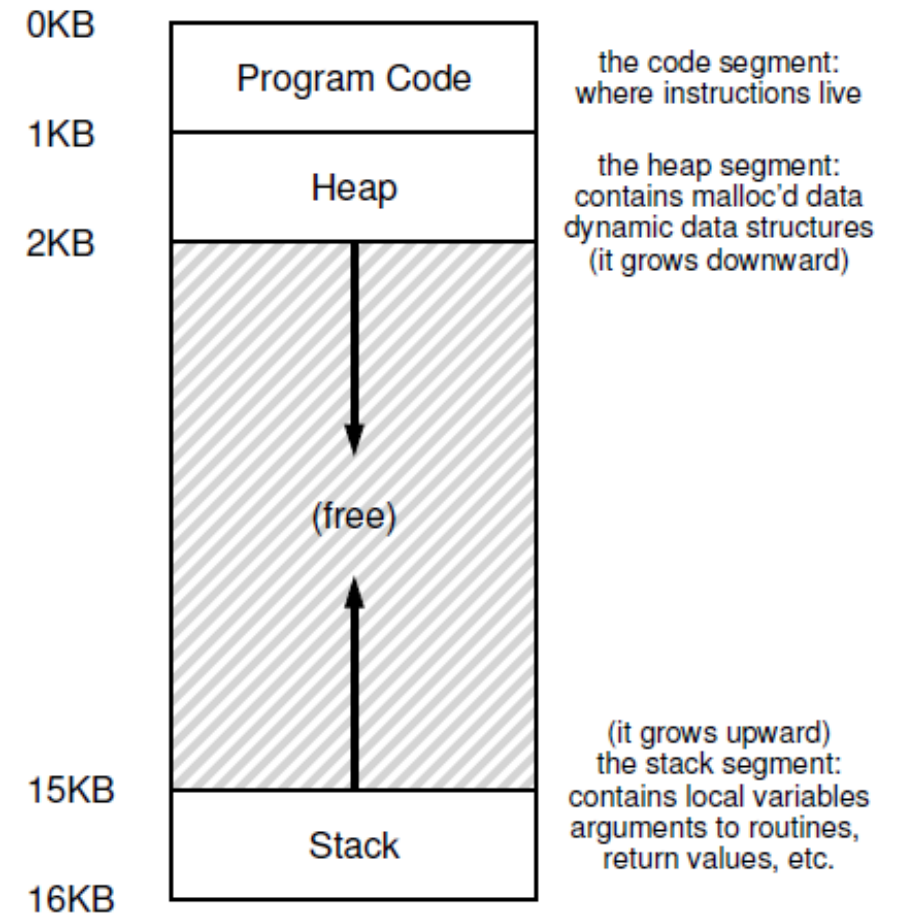 0KB
Program Code
the code segment:
where instructions live
1KB
Heap
the heap segment:
contains malloc'd data
dynamic data structures
(it grows downward)
2KB
(free)
(it grows upward)
the stack segment:
contains local variables
arguments to routines,
return values, etc.
15KB
Stack
16KB